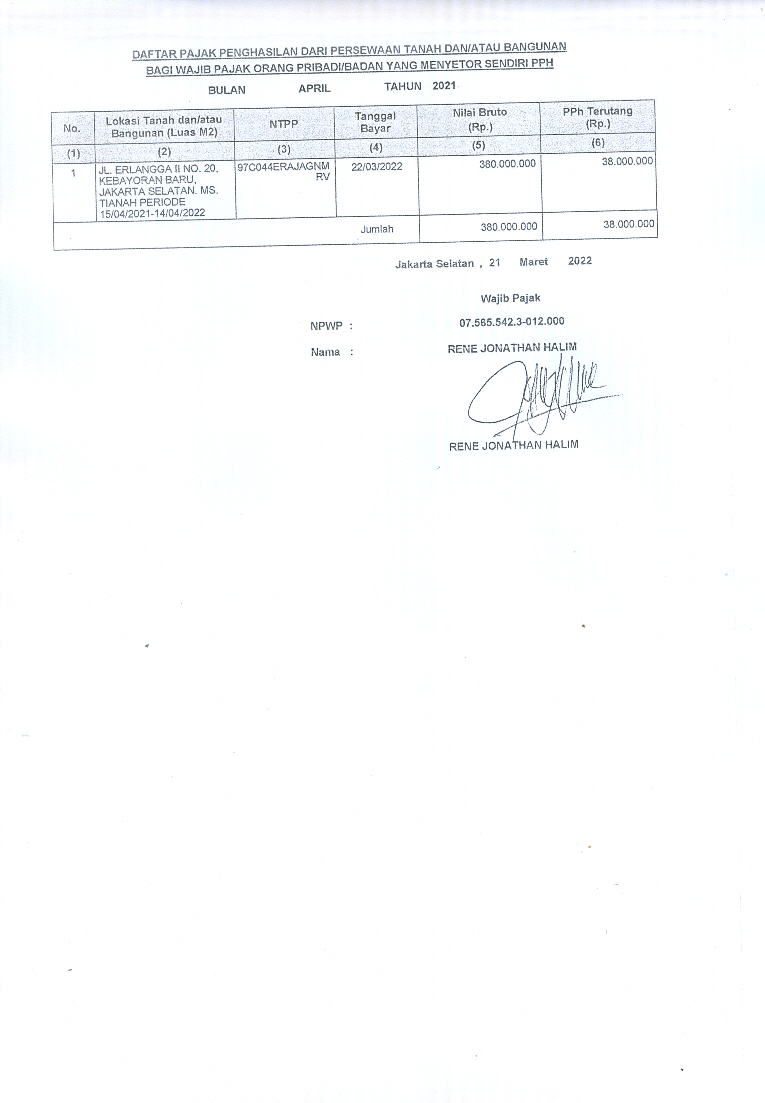 DAFTAR PAJAK PENGHASILAN DARI PERSEWAAN TANAH DAN/ATAU BANGUNAN
BAGI WAJIB PAJAK ORANG PRIBADI/BADAN YANG MENYETOR SENDIRI PPH
BULAN APRIL TAHUN 2021
No. Lokasi Tanah dan/atau Bangunan (Luas M2) NTPP Tanggal Bayar Nilai Bruto (Rp.) PPh Terutang (Rp.)
(1) (2) (3) (4) (5) (6)
1 JL. ERLANGGA II NO. 20, 97C044ERAJAGNM 22/03/2022 380.000.000 38.000.000
KEBAYORAN BARU, RV
JAKARTA SELATAN. MS.
TIANAH PERIODE
15/04/2021-14/04/2022
Jumlah 380.000.000 38.000.000
Jakarta Selatan , 21 Maret 2022
Wajib Pajak
NPWP : 07.585.542.3-012.000
Nama : RENE JONATHAN HALIM
RENE JONATHAN HALIM